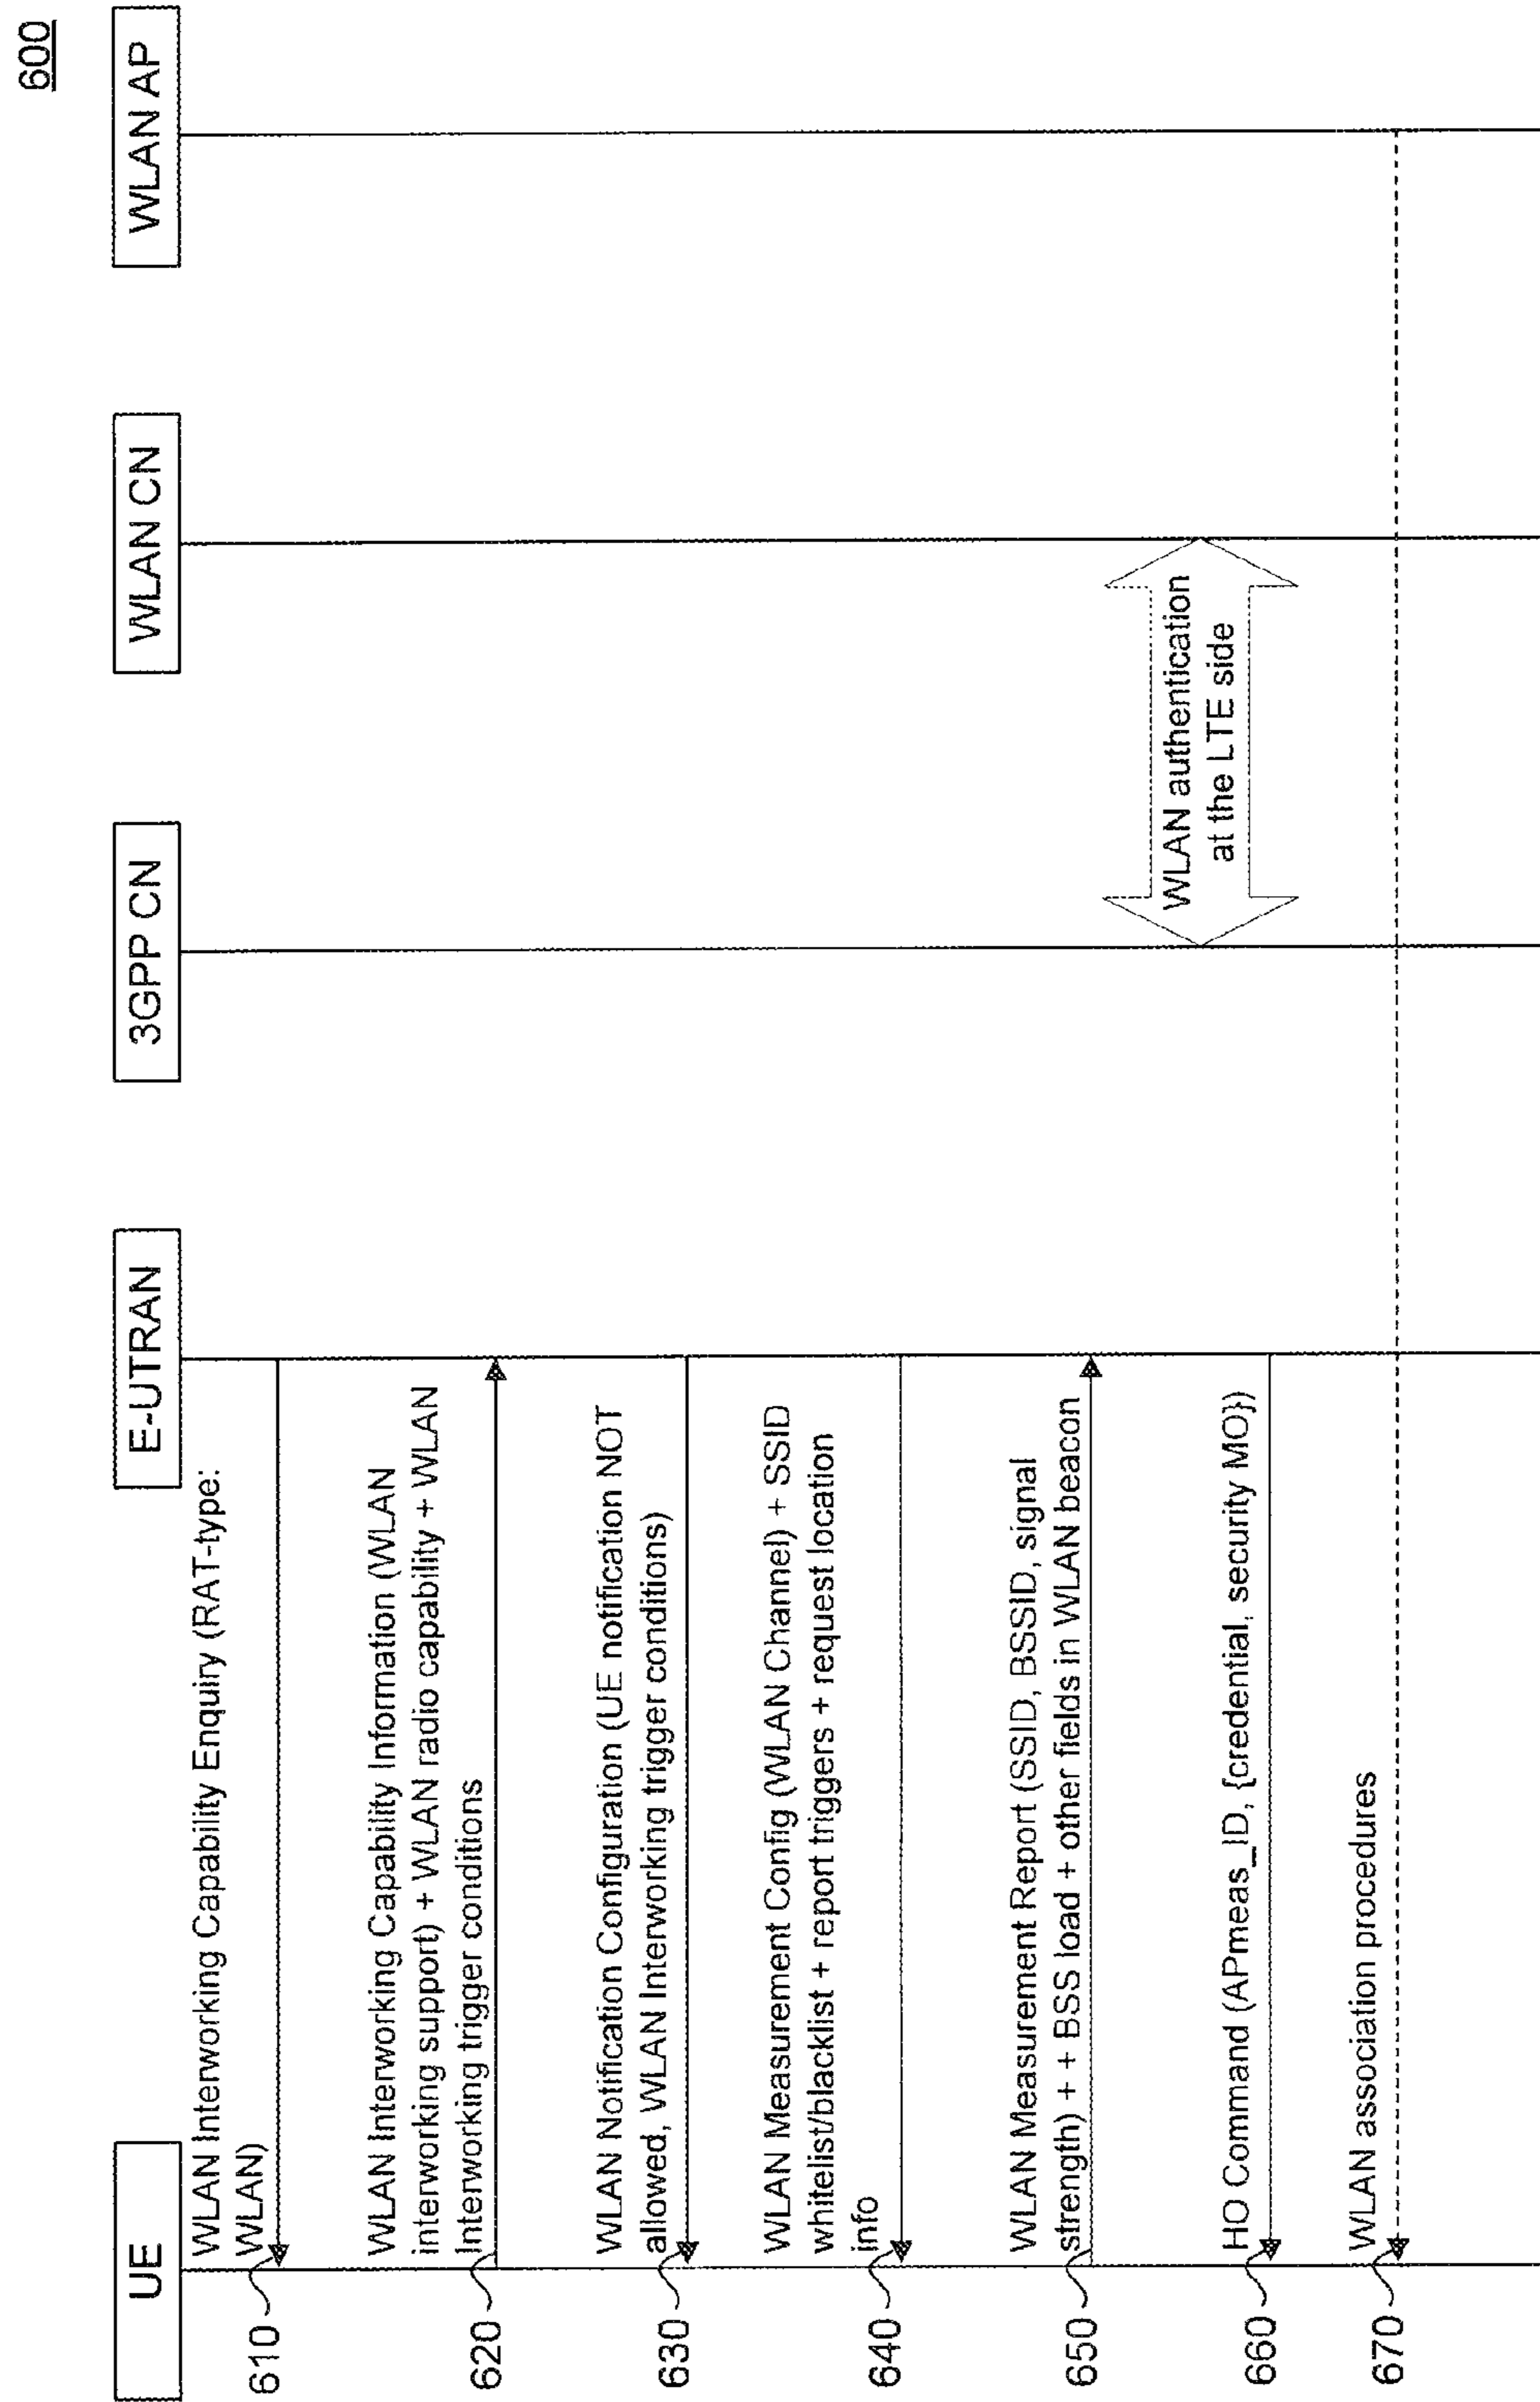 600
UE
E-UTRAN
3GPP CN
WLAN CN
WLAN AP
WLAN Interworking Capability Enquiry (RAT-type:
WLAN)
610
WLAN Interworking Capability Information (WLAN
interworking support) + WLAN radio capability + WLAN
Interworking trigger conditions
620
WLAN Notification Configuration (UE notification NOT
allowed, WLAN Interworking trigger conditions)
630
WLAN Measurement Config (WLAN Channel) + SSID
whitelist/blacklist + report triggers + request location
info
640
WLAN Measurement Report (SSID, BSSID, signal
strength) + + BSS load + other fields in WLAN beacon
650
WLAN authentication
at the LTE side
HO Command (APmeas_ID, {credential, security MO})
660
WLAN association procedures
670